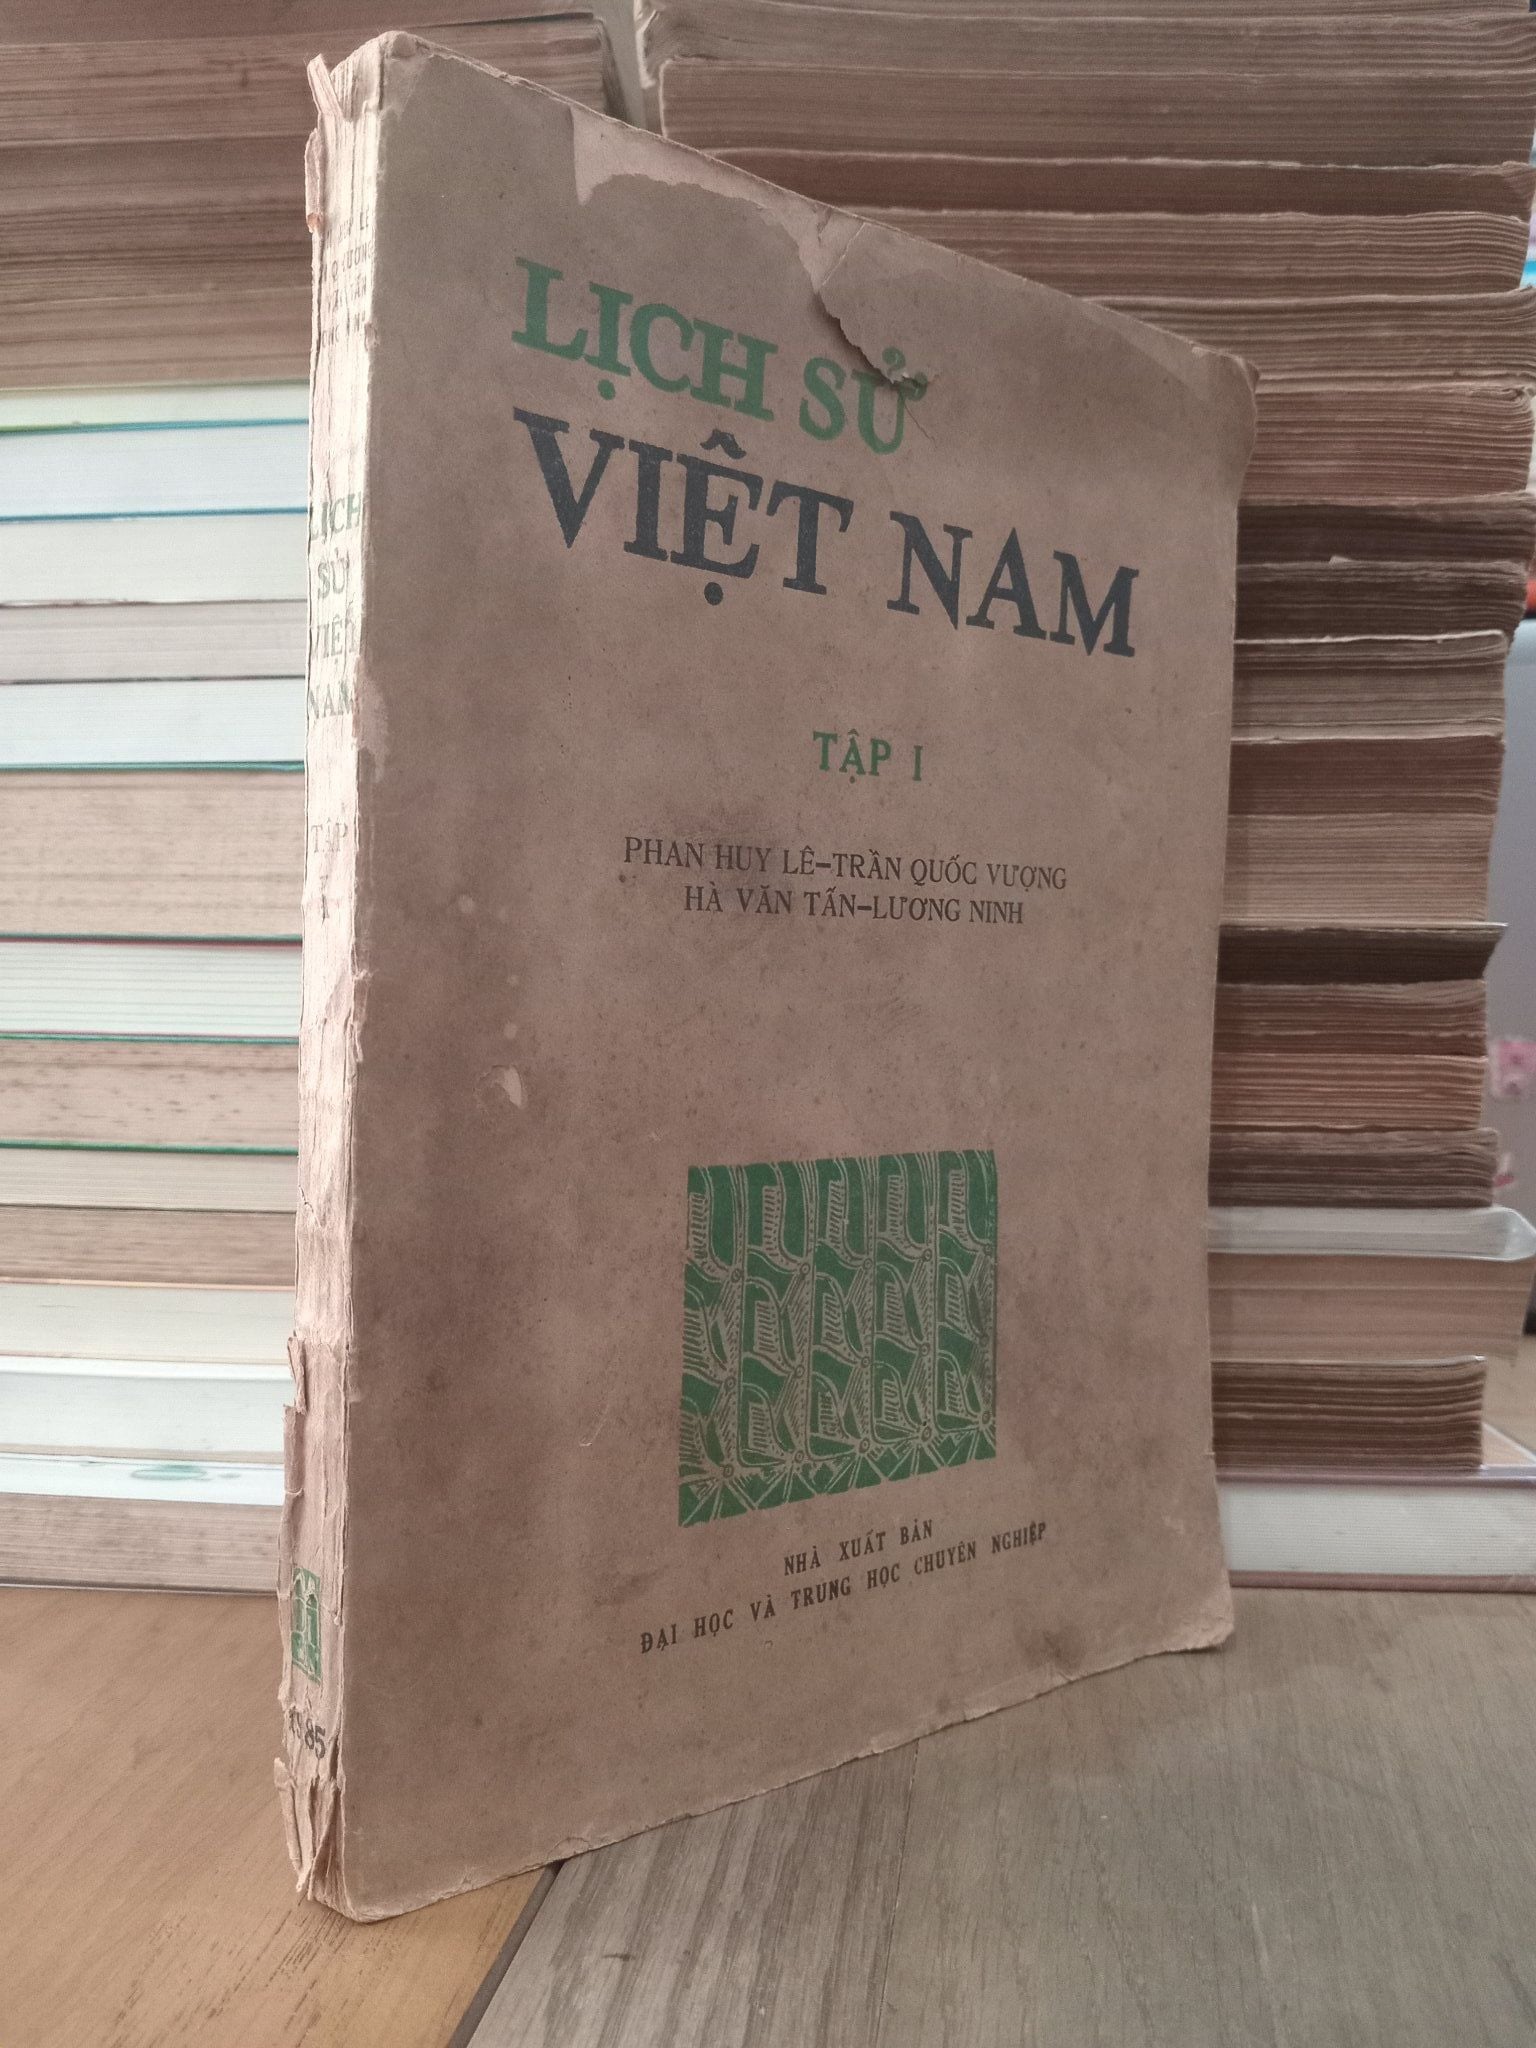 LỊCH SỬ
VIỆT NAM
TẬP I
PHAN HUY LÊ-TRẦN QUỐC VƯỢNG
HÀ VĂN TẤN-LƯƠNG NINH
NHÀ XUẤT BẢN
ĐẠI HỌC VÀ TRUNG HỌC CHUYÊN NGHIỆP
LỊCH
SỬ
VIỆT
NAM
TẬP
I
1985